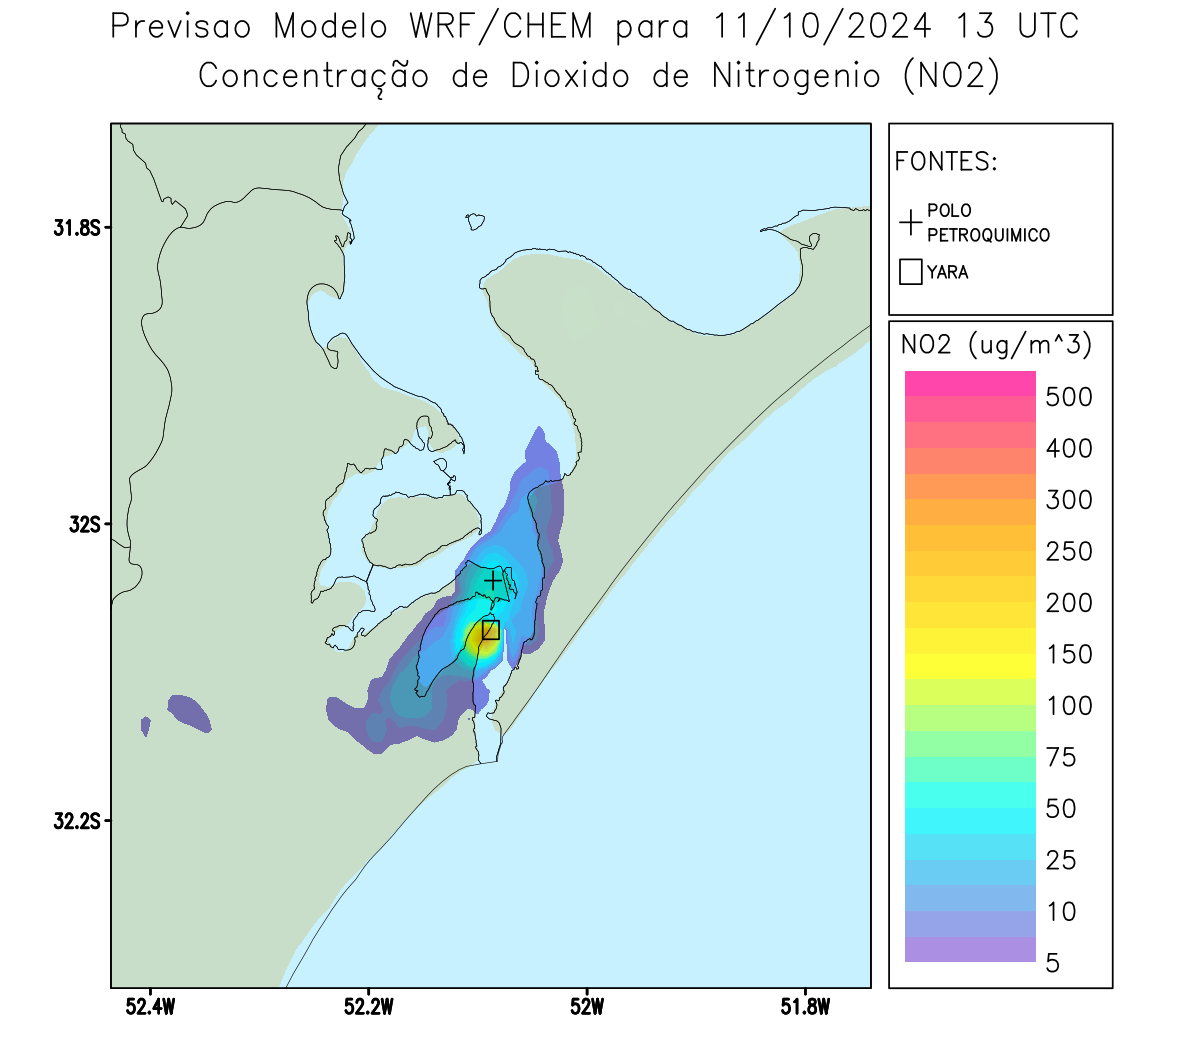 Previsao Modelo WRF/CHEM para 11/10/2024 13 UTC
Concentração de Dioxido de Nitrogenio (NO2)
FONTES:
POLO
PETROQUIMICO
YARA
NO2 (ug/m^3)
500
400
300
250
200
150
100
75
50
25
10
5
31.8S
32S
32.2S
52.4W
52.2W
52W
51.8W